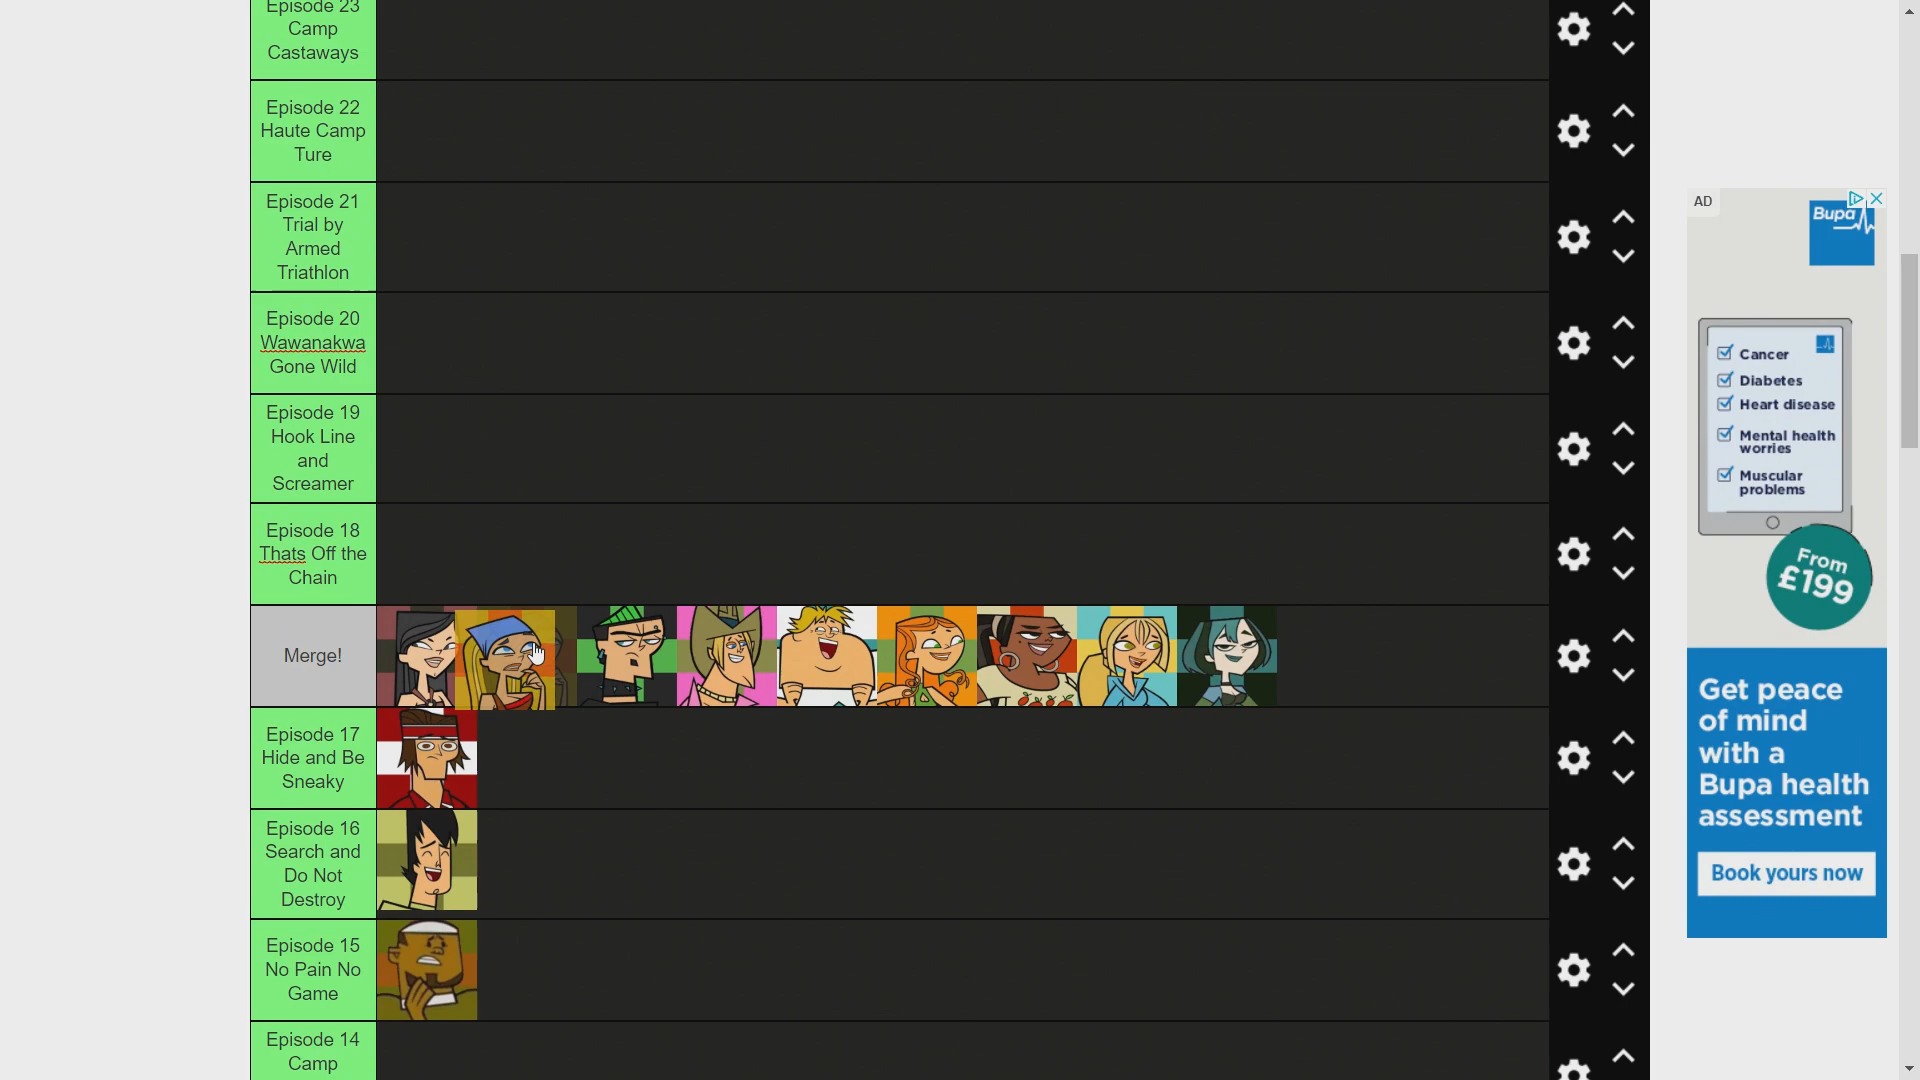 Episode 23
Camp
Castaways
Episode 22
Haute Camp
Ture
Episode 21
Trial by
Armed
Triathlon
Episode 20
Wawanakwa
Gone Wild
Episode 19
Hook Line
and
Screamer
Episode 18
Thats Off the
Chain
Merge!
Episode 17
Hide and Be
Sneaky
Episode 16
Search and
Do Not
Destroy
Episode 15
No Pain No
Game
Episode 14
Camp
AD
Bupa
Cancer
Diabetes
Heart disease
Mental health
worries
Muscular
problems
From
£199
Get peace
of mind
with a
Bupa health
assessment
Book yours now